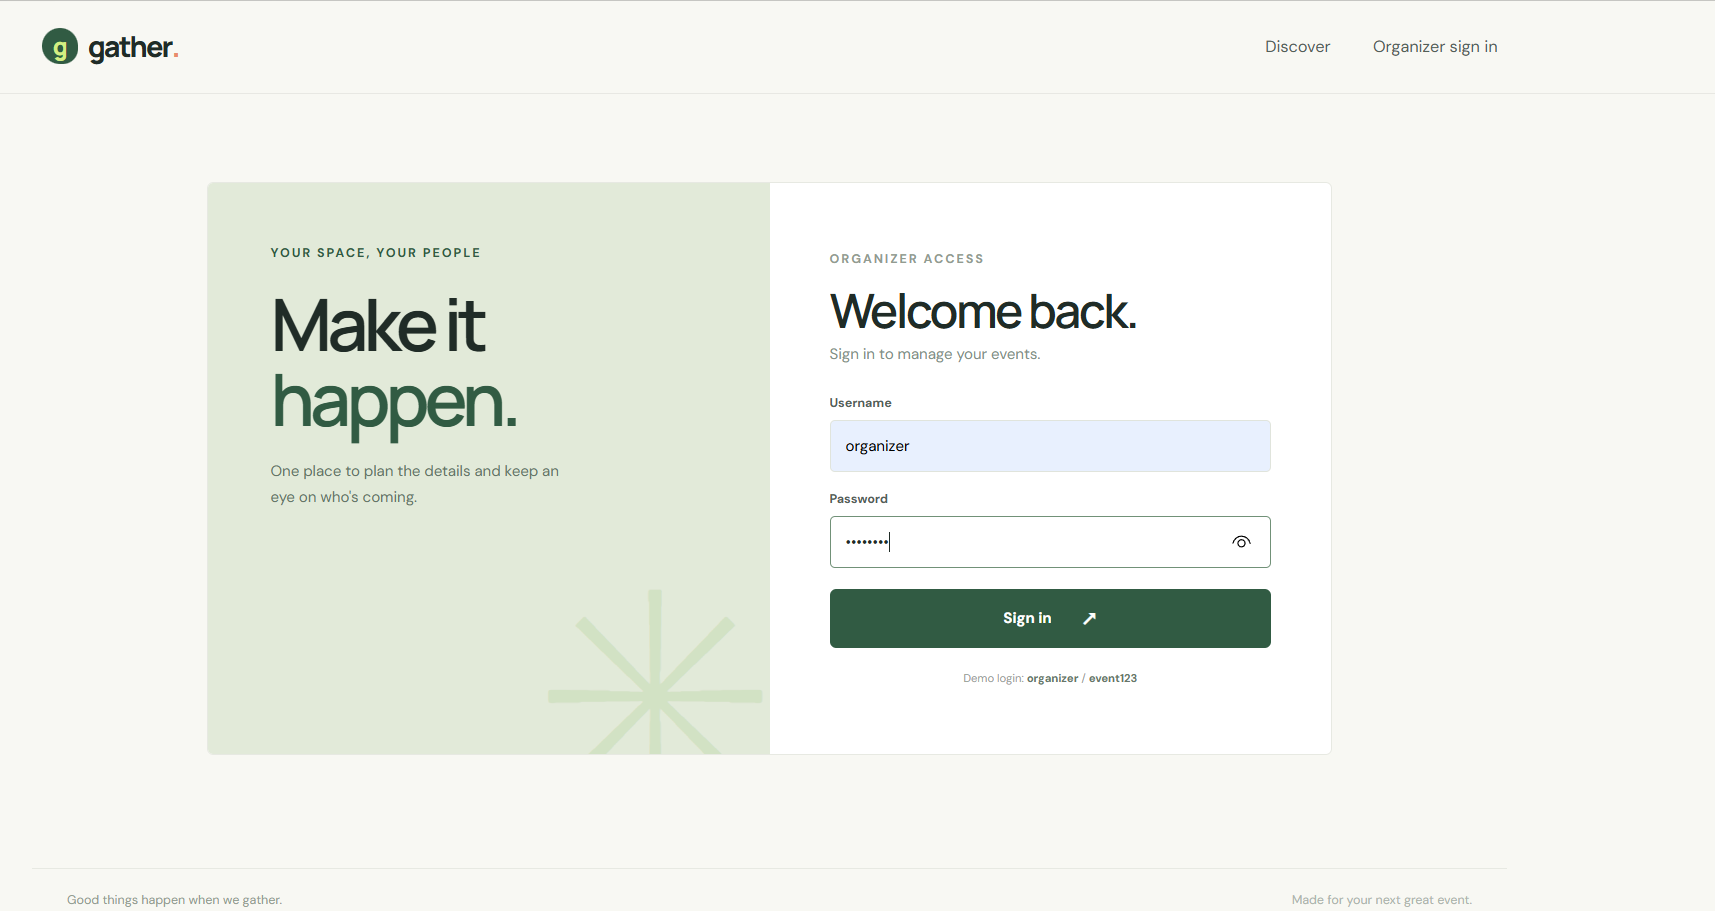 g gather.
Discover
Organizer sign in
YOUR SPACE, YOUR PEOPLE
Make it
happen.
One place to plan the details and keep an
eye on who's coming.
ORGANIZER ACCESS
Welcome back.
Sign in to manage your events.
Username
organizer
Password
••••••••
Sign in ↗
Demo login: organizer / event123
Good things happen when we gather.
Made for your next great event.